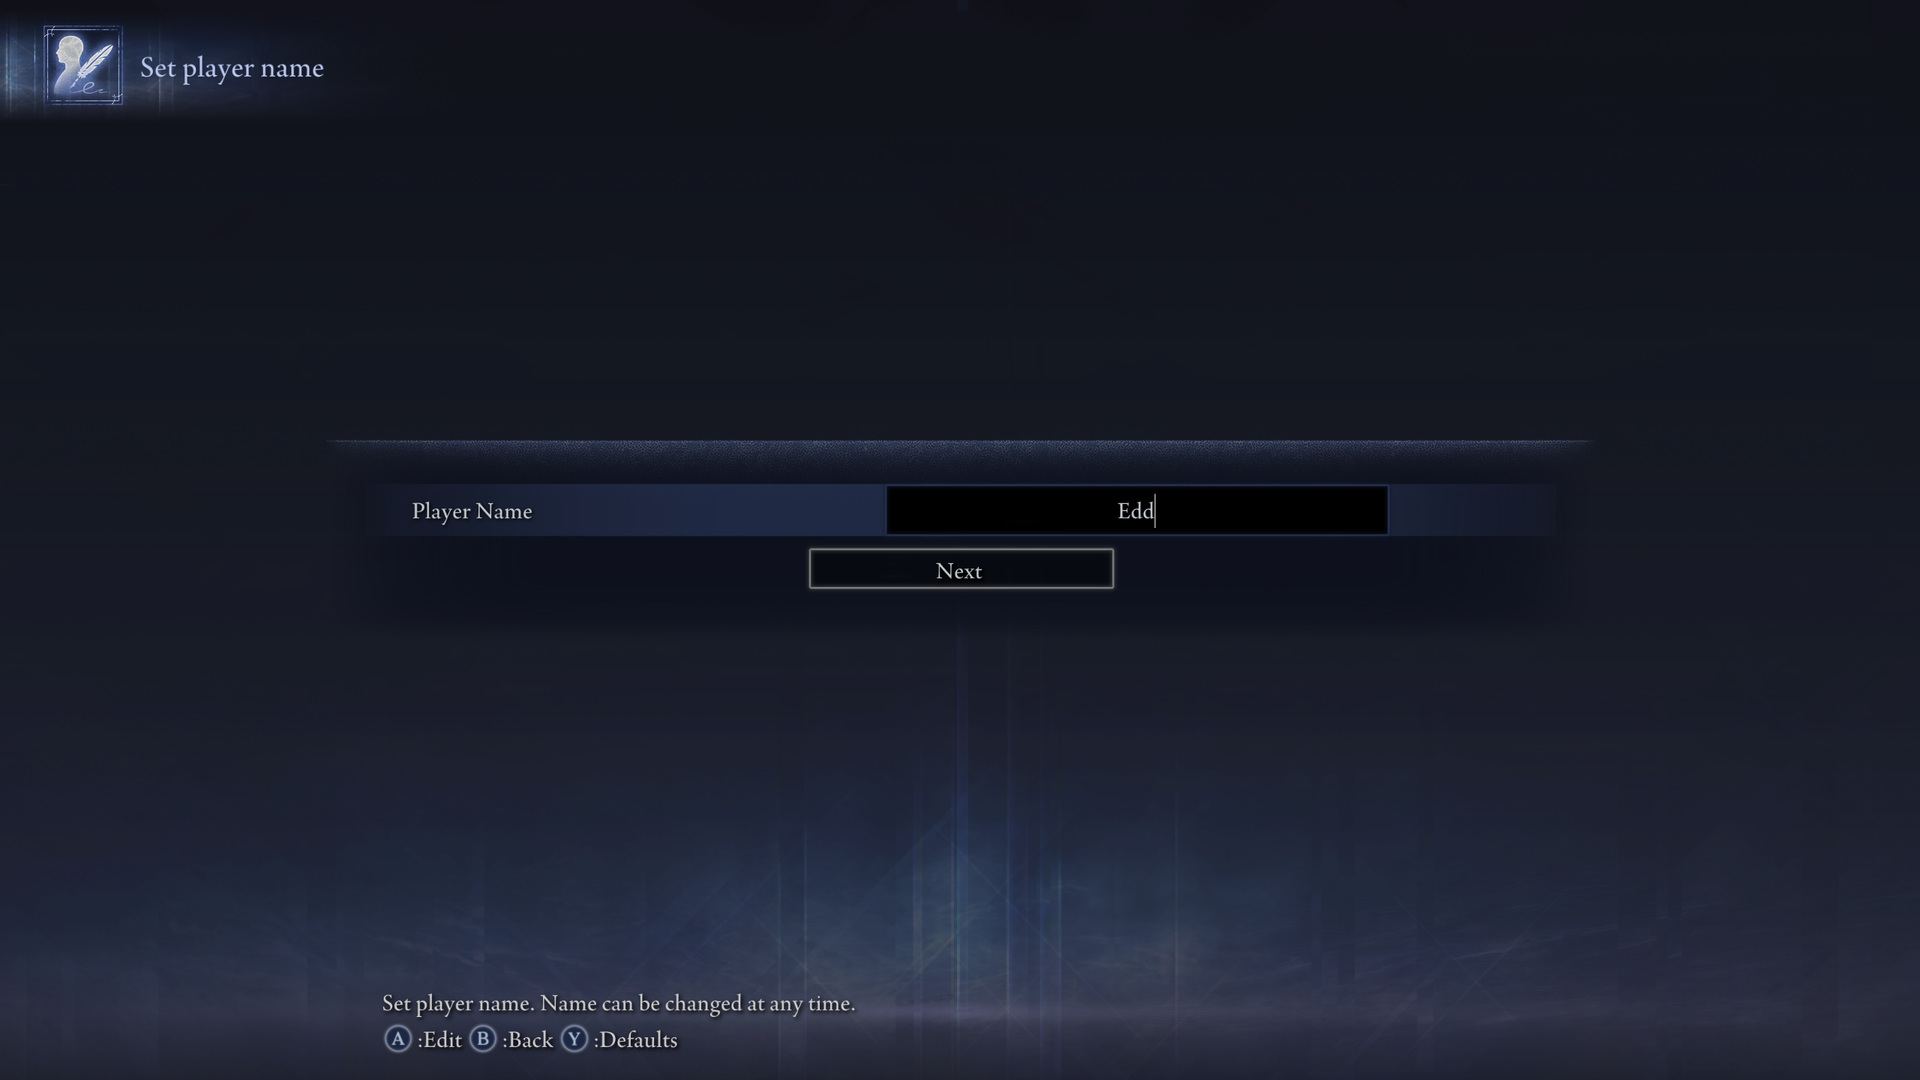 Set player name
Player Name
Edd
Next
Set player name. Name can be changed at any time.
A :Edit B :Back Y :Defaults